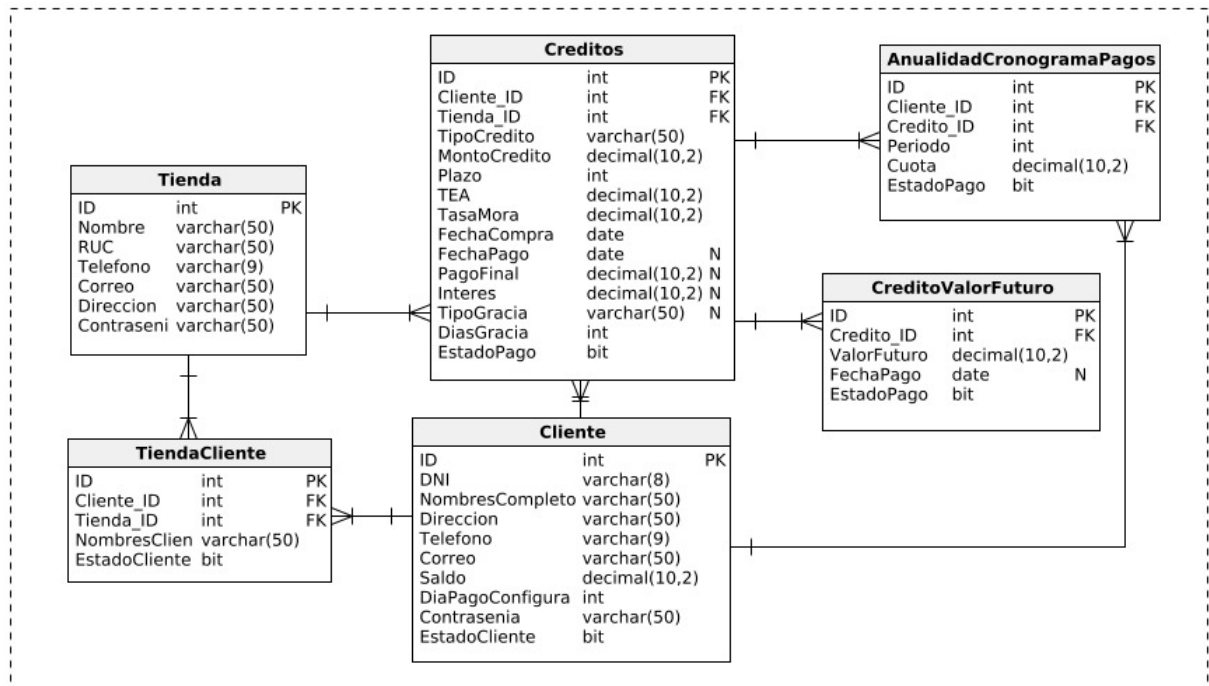 Creditos
ID int PK
Cliente_ID int FK
Tienda_ID int FK
TipoCredito varchar(50)
MontoCredito decimal(10,2)
Plazo int
TEA decimal(10,2)
TasaMora decimal(10,2)
FechaCompra date
FechaPago date N
PagoFinal decimal(10,2) N
Interes decimal(10,2) N
TipoGracia varchar(50) N
DiasGracia int
EstadoPago bit
AnualidadCronogramaPagos
ID int PK
Cliente_ID int FK
Credito_ID int FK
Periodo int
Cuota decimal(10,2)
EstadoPago bit
Tienda
ID int PK
Nombre varchar(50)
RUC varchar(50)
Telefono varchar(9)
Correo varchar(50)
Direccion varchar(50)
Contraseni varchar(50)
CreditoValorFuturo
ID int PK
Credito_ID int FK
ValorFuturo decimal(10,2)
FechaPago date N
EstadoPago bit
TiendaCliente
ID int PK
Cliente_ID int FK
Tienda_ID int FK
NombresClien varchar(50)
EstadoCliente bit
Cliente
ID int PK
DNI varchar(8)
NombresCompleto varchar(50)
Direccion varchar(50)
Telefono varchar(9)
Correo varchar(50)
Saldo decimal(10,2)
DiaPagoConfigura int
Contrasenia varchar(50)
EstadoCliente bit